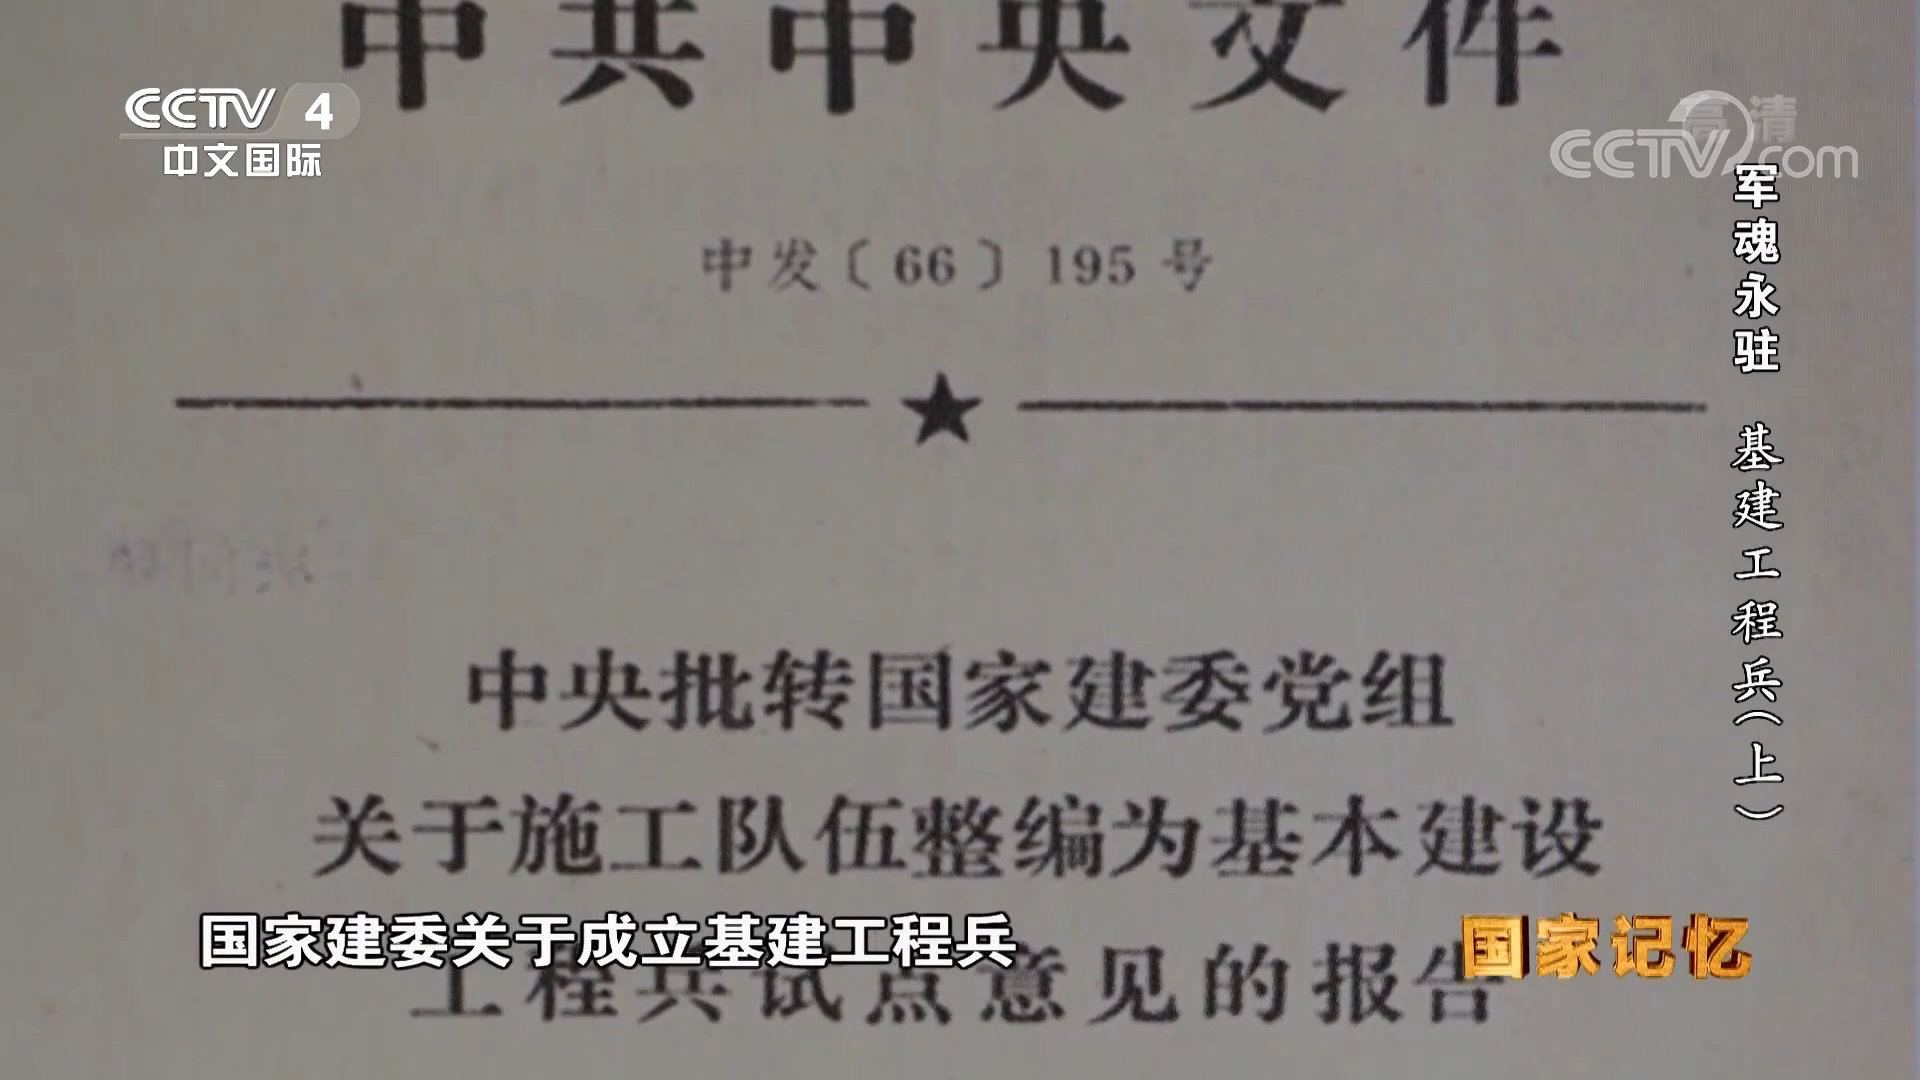 中共中央文件
CCTV 4
中文国际
高清
CCTV.com
中发〔66〕195号
军魂永驻 基建工程兵(上)
中央批转国家建委党组
关于施工队伍整编为基本建设
工程兵试点意见的报告
国家建委关于成立基建工程兵
国家记忆